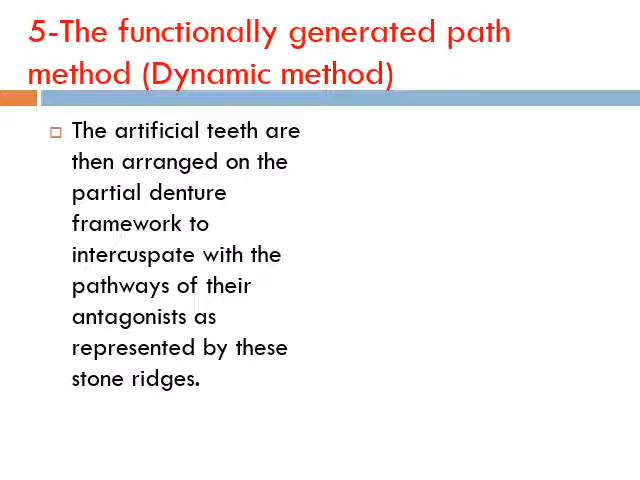 5-The functionally generated path
method (Dynamic method)
The artificial teeth are
then arranged on the
partial denture
framework to
intercuspate with the
pathways of their
antagonists as
represented by these
stone ridges.